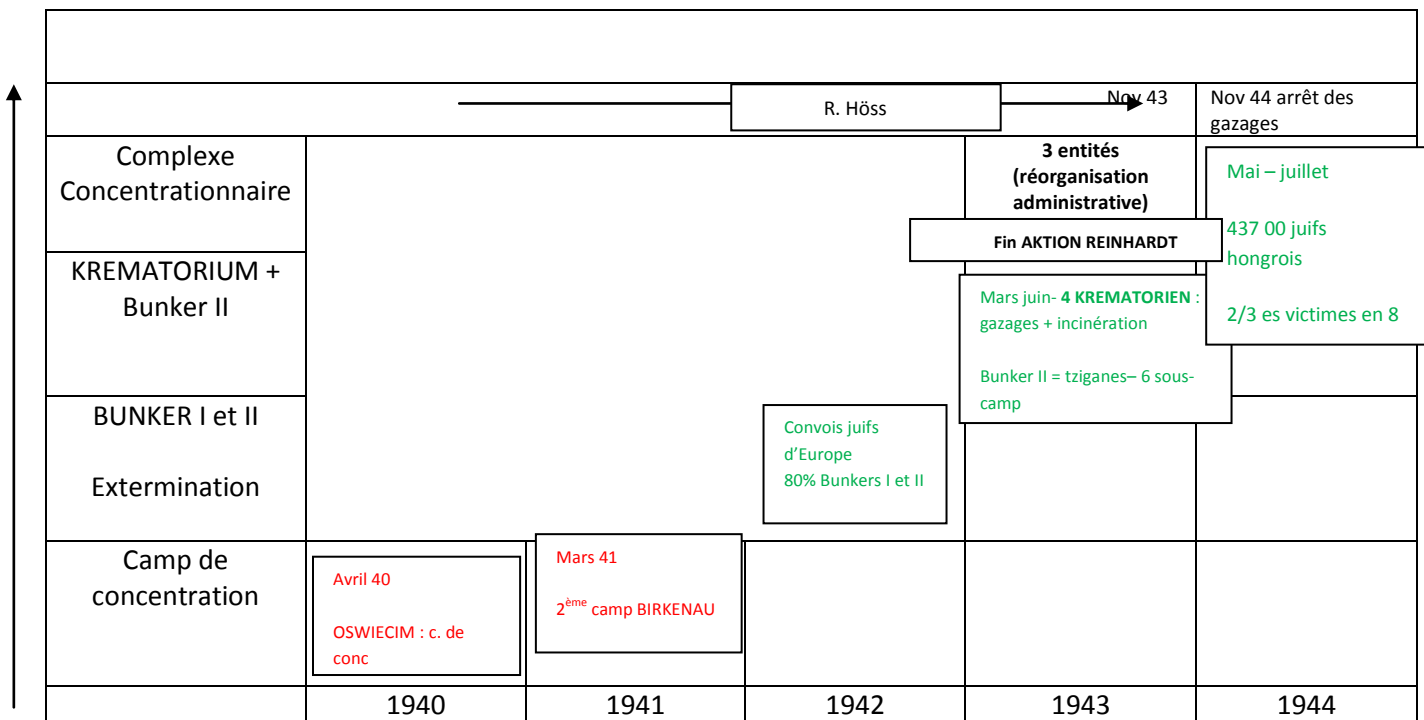 R. Höss
Nov 43
Nov 44 arrêt des
gazages
Complexe
Concentrationnaire
3 entités
(réorganisation
administrative)
Mai – juillet
437 00 juifs
hongrois
2/3 es victimes en 8
Fin AKTION REINHARDT
KREMATORIUM +
Bunker II
Mars juin- 4 KREMATORIEN :
gazages + incinération
Bunker II = tziganes– 6 sous-
camp
BUNKER I et II
Extermination
Convois juifs
d’Europe
80% Bunkers I et II
Camp de
concentration
Avril 40
OSWIECIM : c. de
conc
Mars 41
2ème camp BIRKENAU
1940
1941
1942
1943
1944